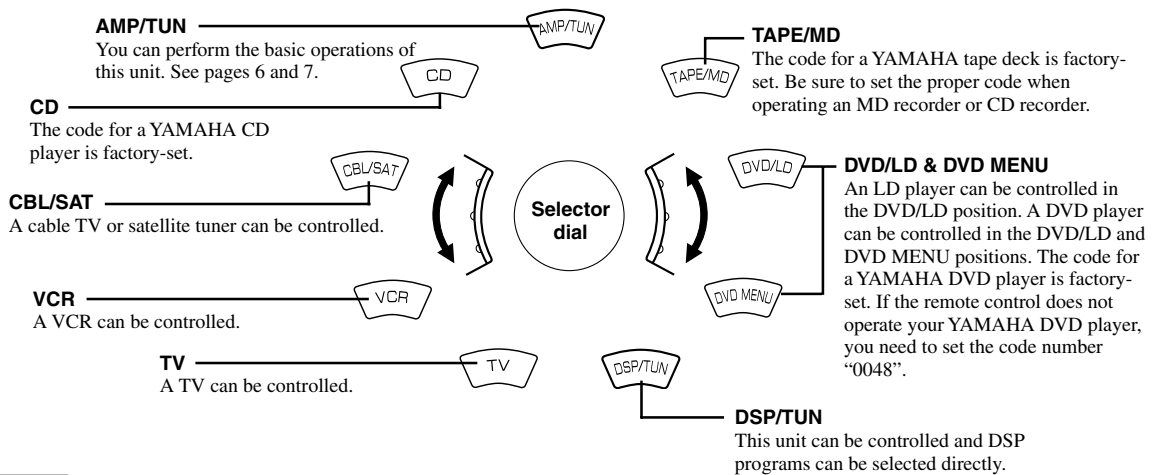 AMP/TUN
You can perform the basic operations of
this unit. See pages 6 and 7.
AMP/TUN
CD
CD
The code for a YAMAHA CD
player is factory-set.
CBL/SAT
CBL/SAT
A cable TV or satellite tuner can be controlled.
VCR
VCR
A VCR can be controlled.
TV
TV
A TV can be controlled.
Selector
dial
TAPE/MD
TAPE/MD
The code for a YAMAHA tape deck is factory-
set. Be sure to set the proper code when
operating an MD recorder or CD recorder.
DVD/LD
DVD MENU
DVD/LD & DVD MENU
An LD player can be controlled in
the DVD/LD position. A DVD player
can be controlled in the DVD/LD and
DVD MENU positions. The code for
a YAMAHA DVD player is factory-
set. If the remote control does not
operate your YAMAHA DVD player,
you need to set the code number
“0048”.
DSP/TUN
DSP/TUN
This unit can be controlled and DSP
programs can be selected directly.